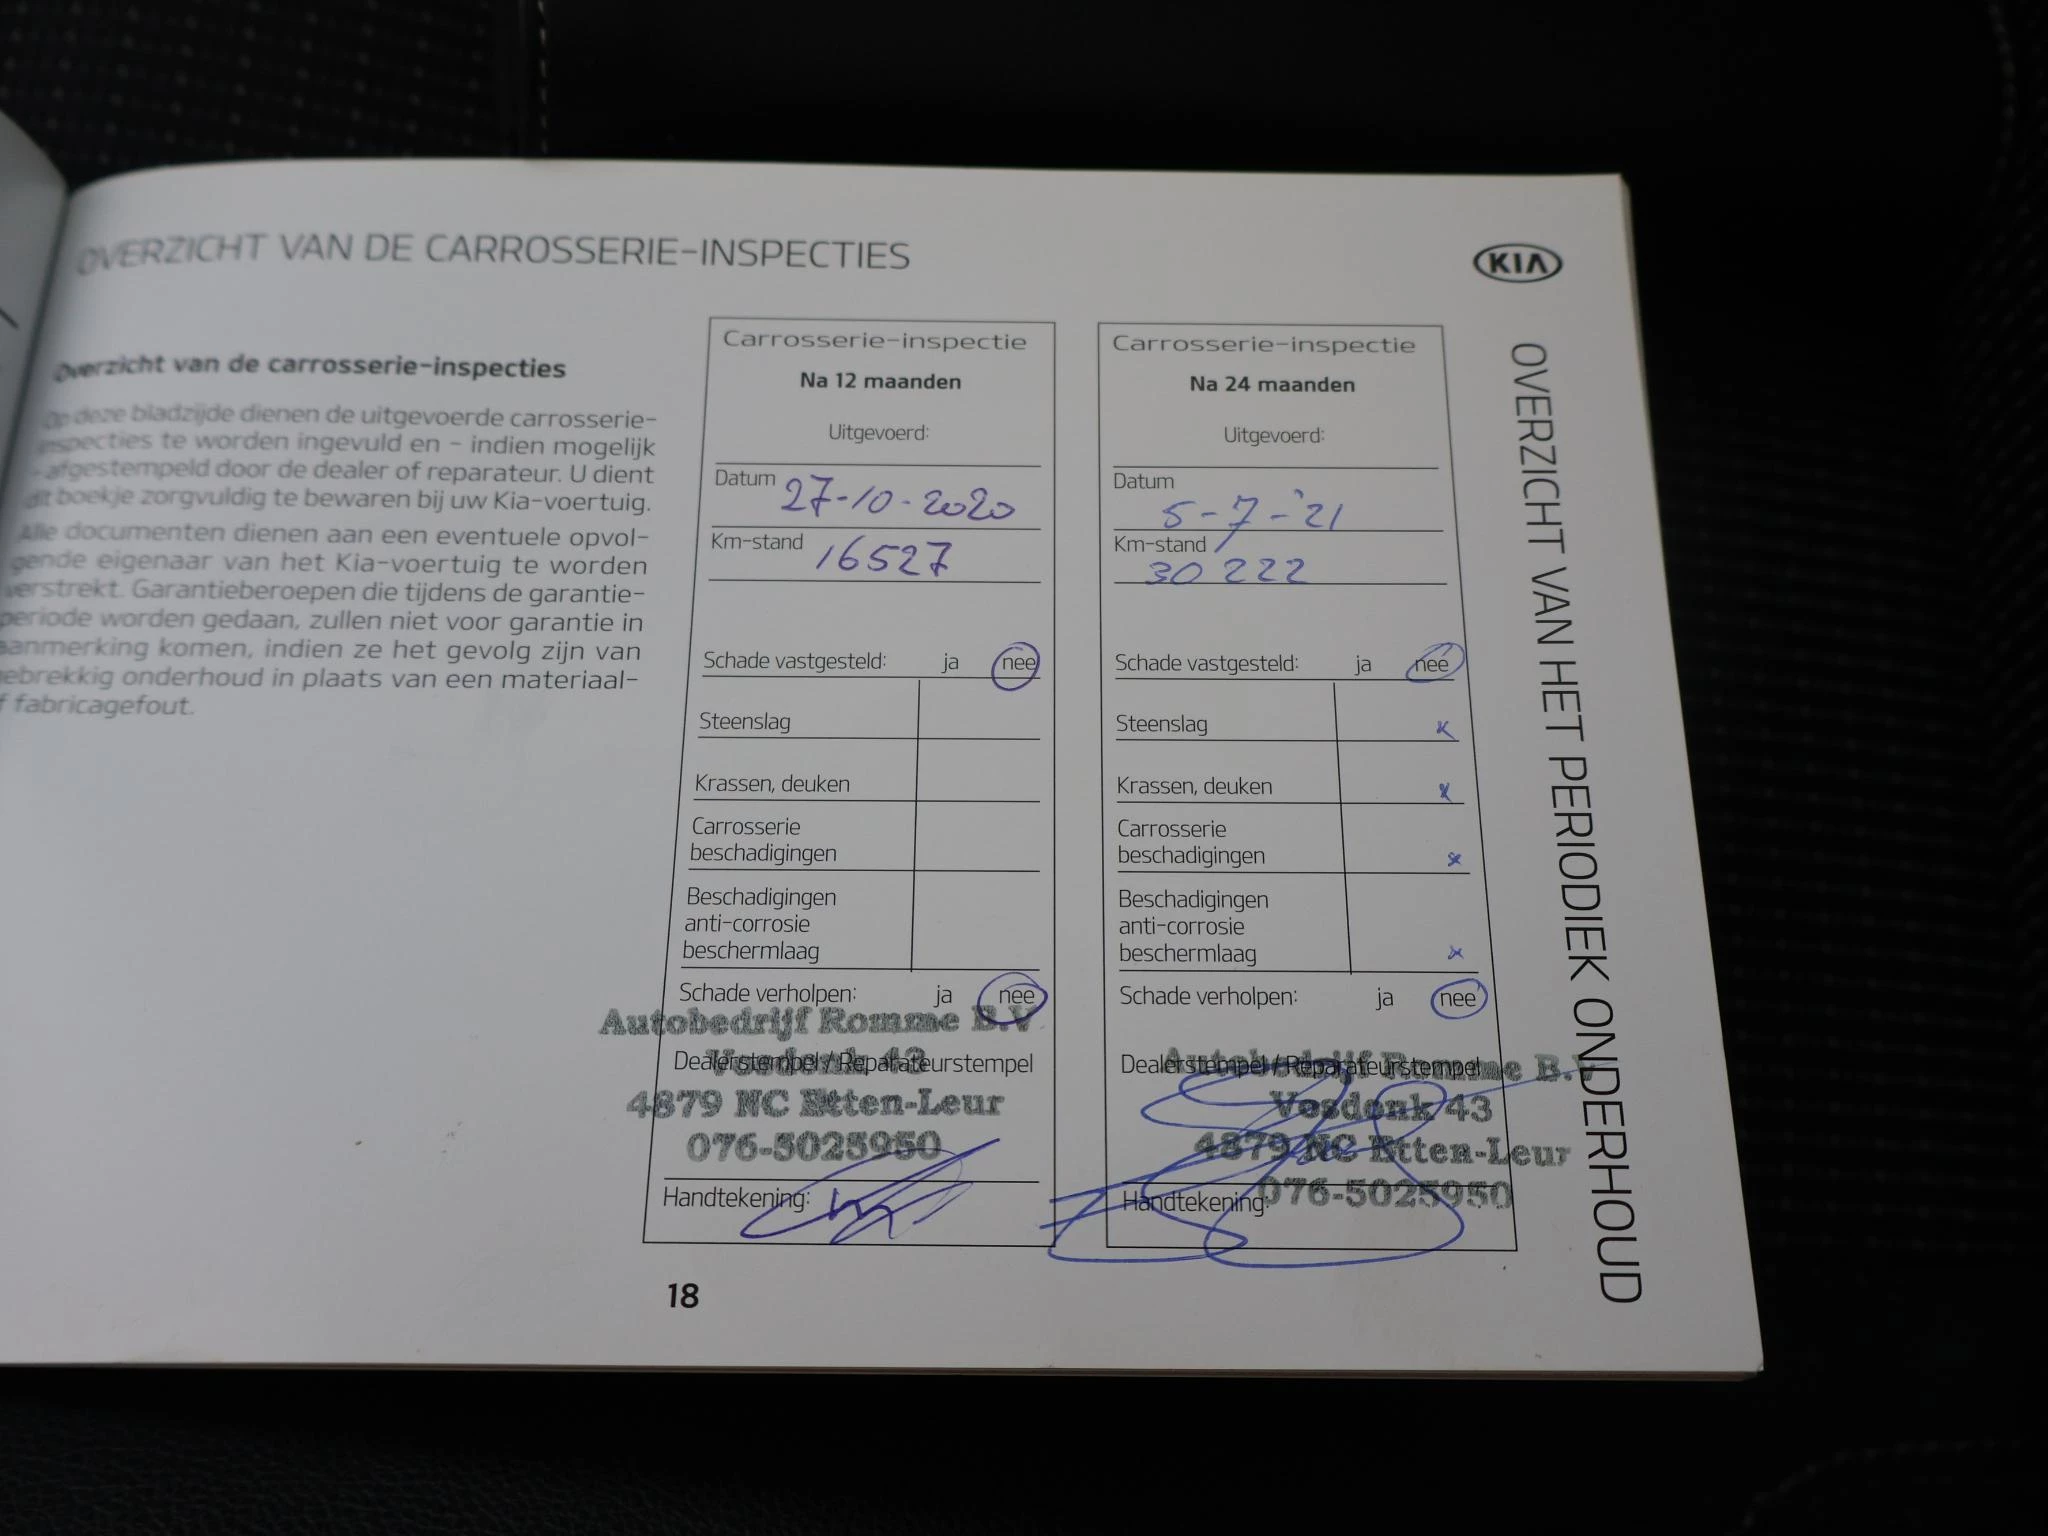 OVERZICHT VAN DE CARROSSERIE-INSPECTIES
KIA
Overzicht van de carrosserie-inspecties
Op deze bladzijde dienen de uitgevoerde carrosserie-
inspecties te worden ingevuld en - indien mogelijk
- afgestempeld door de dealer of reparateur. U dient
dit boekje zorgvuldig te bewaren bij uw Kia-voertuig.
Alle documenten dienen aan een eventuele opvol-
gende eigenaar van het Kia-voertuig te worden
verstrekt. Garantieberoepen die tijdens de garantie-
periode worden gedaan, zullen niet voor garantie in
aanmerking komen, indien ze het gevolg zijn van
gebrekkig onderhoud in plaats van een materiaal-
f fabricagefout.
Carrosserie-inspectie
Na 12 maanden
Uitgevoerd:
Datum 27-10-2020
Km-stand 16527
Schade vastgesteld: ja nee
Steenslag
Krassen, deuken
Carrosserie
beschadigingen
Beschadigingen
anti-corrosie
beschermlaag
Schade verholpen: ja nee
Autobedrijf Romme B.V
Dealerstempel / Reparateurstempel
Vosdonk 43
4879 NC Etten-Leur
076-5025950
Handtekening:
Carrosserie-inspectie
Na 24 maanden
Uitgevoerd:
Datum
5-7-'21
Km-stand
30222
Schade vastgesteld: ja nee
Steenslag x
Krassen, deuken x
Carrosserie
beschadigingen x
Beschadigingen
anti-corrosie
beschermlaag x
Schade verholpen: ja nee
Dealerstempel / Reparateurstempel
Autobedrijf Romme B.V
Vosdonk 43
4879 NC Etten-Leur
076-5025950
Handtekening:
OVERZICHT VAN HET PERIODIEK ONDERHOUD
18